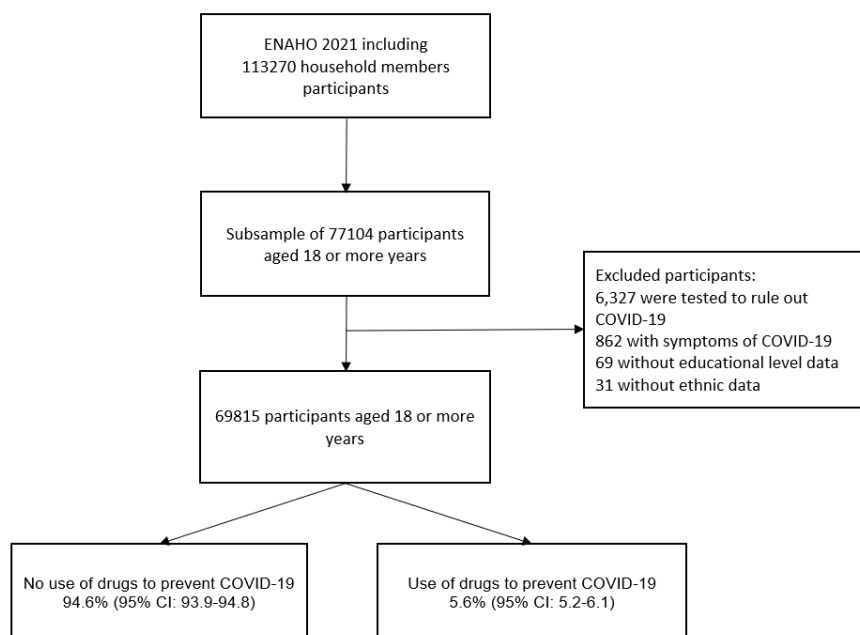 ENAHO 2021 including
113270 household members
participants
Subsample of 77104 participants
aged 18 or more years
Excluded participants:
6,327 were tested to rule out
COVID-19
862 with symptoms of COVID-19
69 without educational level data
31 without ethnic data
69815 participants aged 18 or more
years
No use of drugs to prevent COVID-19
94.6% (95% CI: 93.9-94.8)
Use of drugs to prevent COVID-19
5.6% (95% CI: 5.2-6.1)